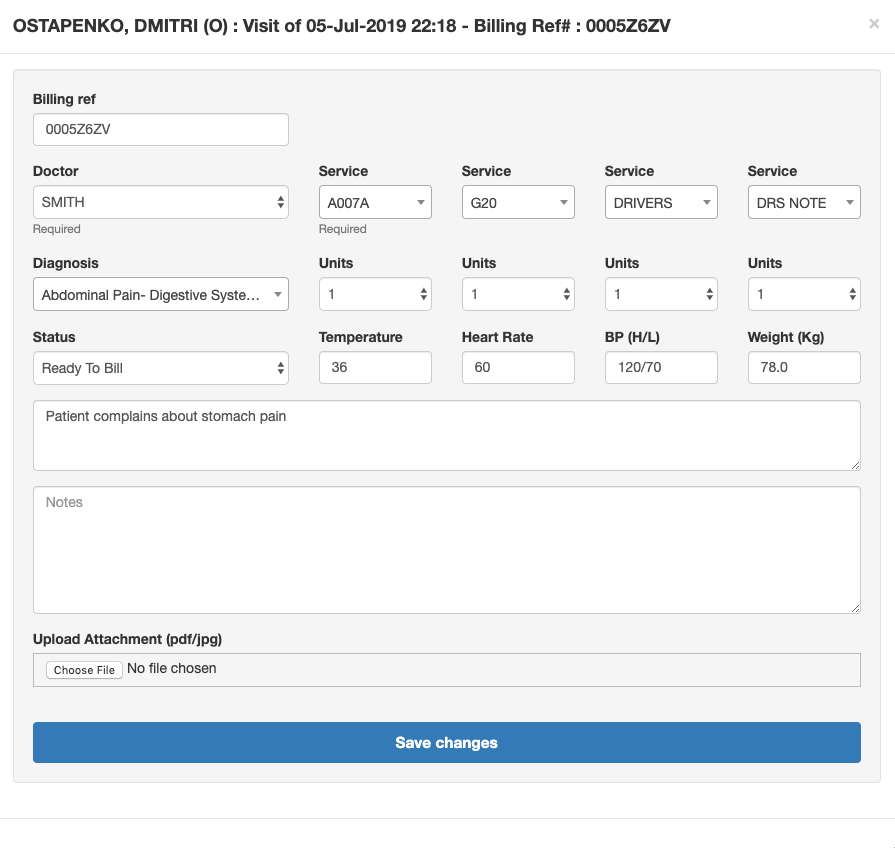 OSTAPENKO, DMITRI (O) : Visit of 05-Jul-2019 22:18 - Billing Ref# : 0005Z6ZV ×
Billing ref
0005Z6ZV
Doctor Service Service Service Service
SMITH A007A G20 DRIVERS DRS NOTE
Required Required
Diagnosis Units Units Units Units
Abdominal Pain- Digestive Syste... 1 1 1 1
Status Temperature Heart Rate BP (H/L) Weight (Kg)
Ready To Bill 36 60 120/70 78.0
Patient complains about stomach pain
Notes
Upload Attachment (pdf/jpg)
Choose File No file chosen
Save changes